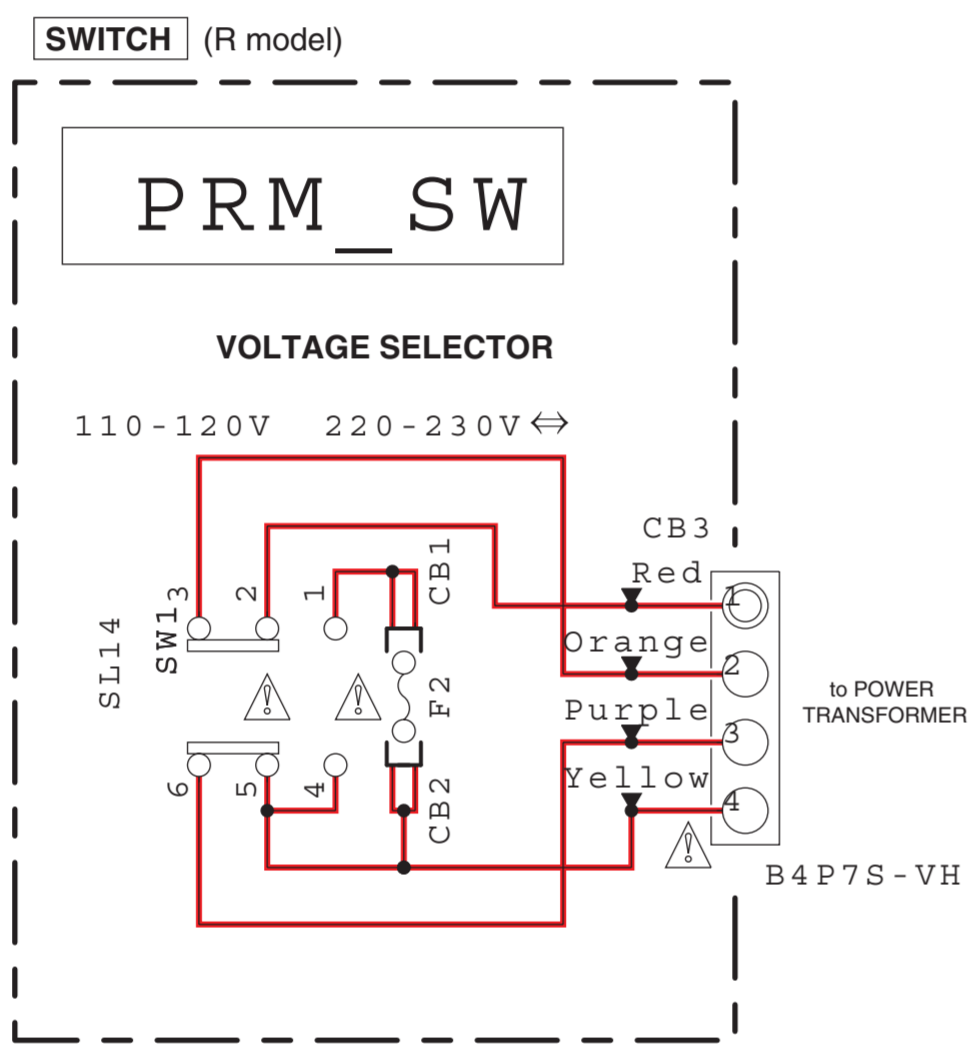 SWITCH (R model)
PRM_SW
VOLTAGE SELECTOR
110-120V 220-230V⇔
CB3
Red
Orange
Purple
Yellow
1
2
3
4
to POWER
TRANSFORMER
B4P7S-VH
SL14
SW1
3
2
1
CB1
F2
6
5
4
CB2
!
!
!